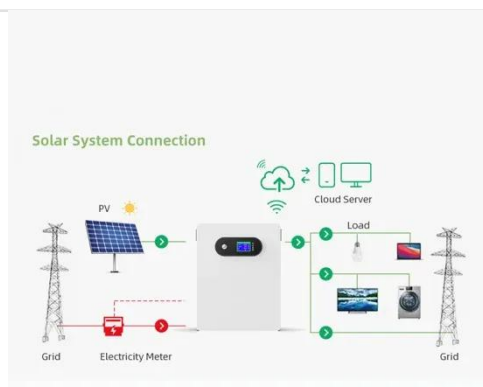 Solar System Connection
Cloud Server
PV
Load
Grid
Electricity Meter
Grid